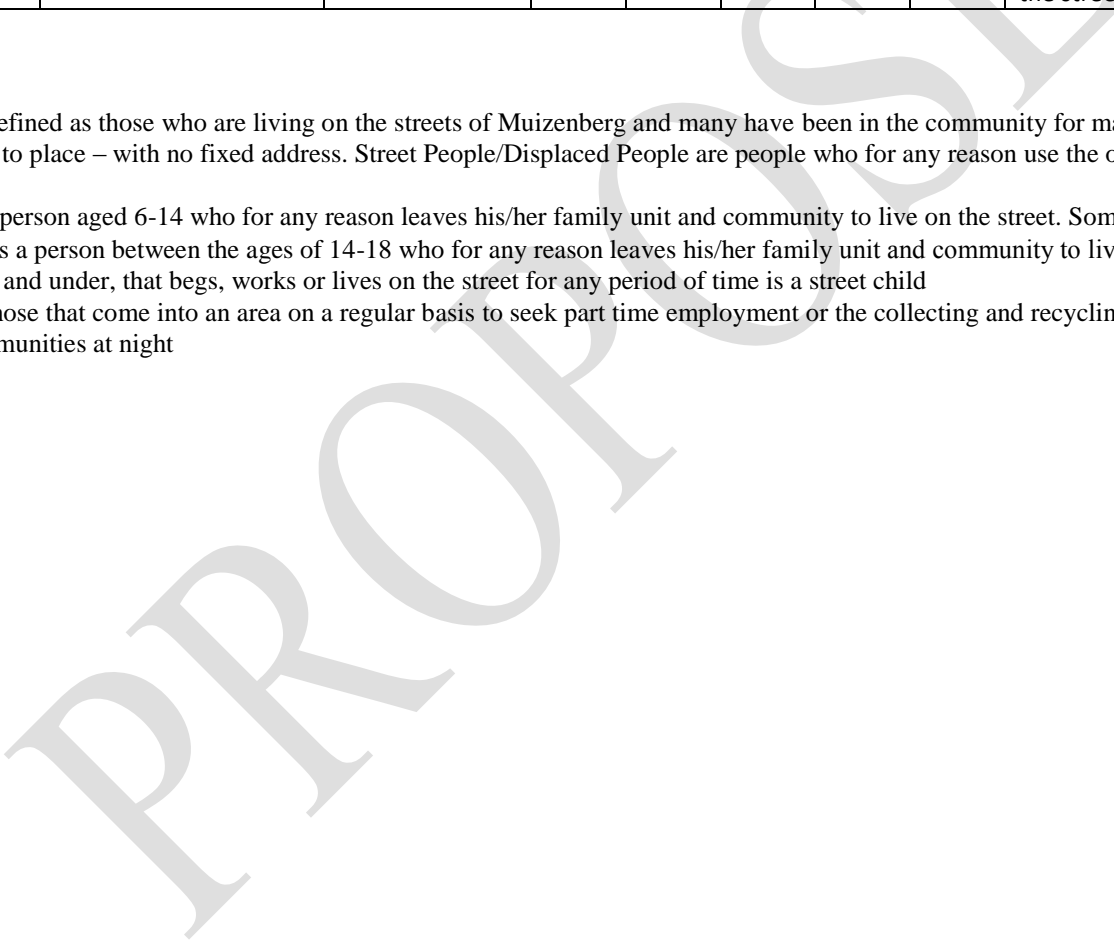 efined as those who are living on the streets of Muizenberg and many have been in the community for ma
to place – with no fixed address. Street People/Displaced People are people who for any reason use the o
person aged 6-14 who for any reason leaves his/her family unit and community to live on the street. Som
s a person between the ages of 14-18 who for any reason leaves his/her family unit and community to liv
and under, that begs, works or lives on the street for any period of time is a street child
ose that come into an area on a regular basis to seek part time employment or the collecting and recyclin
munities at night
PROPOSE